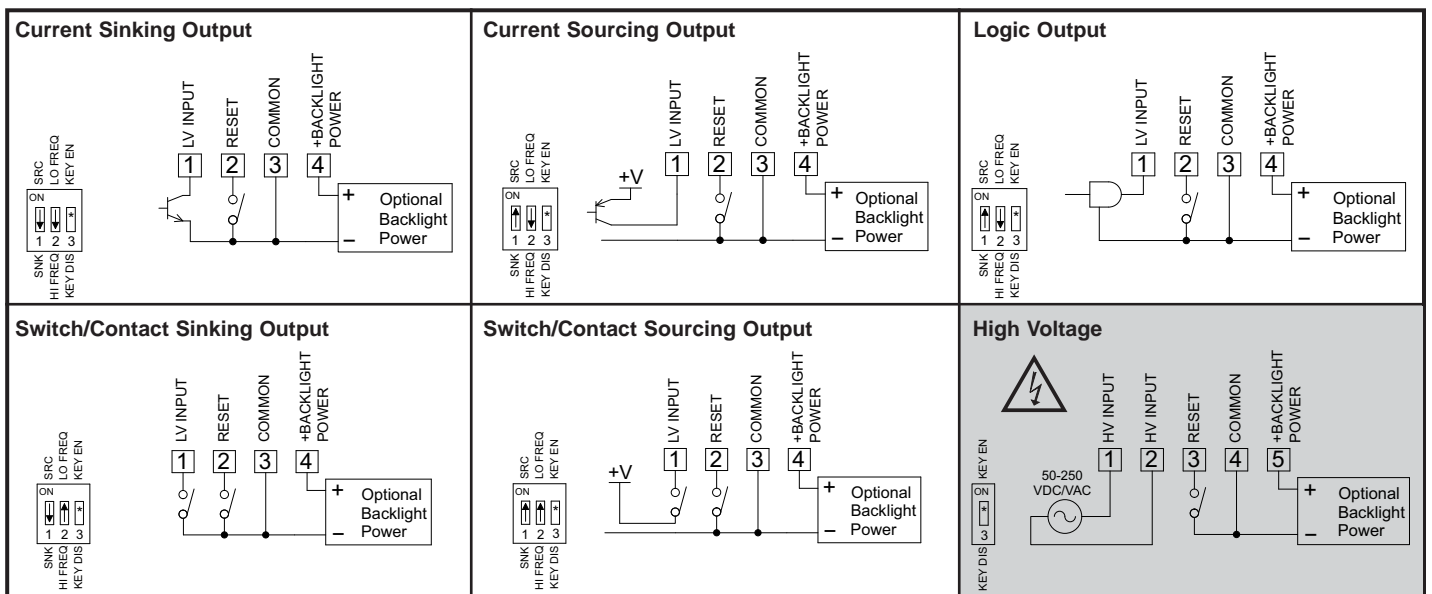 Current Sinking Output
LV INPUT
RESET
COMMON
+BACKLIGHT
POWER
SRC
LO FREQ
KEY EN
1 2 3 4
ON
*
1 2 3
SNK
HI FREQ
KEY DIS
+ Optional
Backlight
– Power
Current Sourcing Output
LV INPUT
RESET
COMMON
+BACKLIGHT
POWER
SRC
LO FREQ
KEY EN
1 2 3 4
+V
ON
*
1 2 3
SNK
HI FREQ
KEY DIS
+ Optional
Backlight
– Power
Logic Output
LV INPUT
RESET
COMMON
+BACKLIGHT
POWER
SRC
LO FREQ
KEY EN
1 2 3 4
ON
*
1 2 3
SNK
HI FREQ
KEY DIS
+ Optional
Backlight
– Power
Switch/Contact Sinking Output
LV INPUT
RESET
COMMON
+BACKLIGHT
POWER
SRC
LO FREQ
KEY EN
1 2 3 4
ON
*
1 2 3
SNK
HI FREQ
KEY DIS
+ Optional
Backlight
– Power
Switch/Contact Sourcing Output
LV INPUT
RESET
COMMON
+BACKLIGHT
POWER
SRC
LO FREQ
KEY EN
1 2 3 4
+V
ON
*
1 2 3
SNK
HI FREQ
KEY DIS
+ Optional
Backlight
– Power
High Voltage
HV INPUT
HV INPUT
RESET
COMMON
+BACKLIGHT
POWER
KEY EN
1 2 3 4 5
50-250
VDC/VAC
ON
*
3
KEY DIS
+ Optional
Backlight
– Power